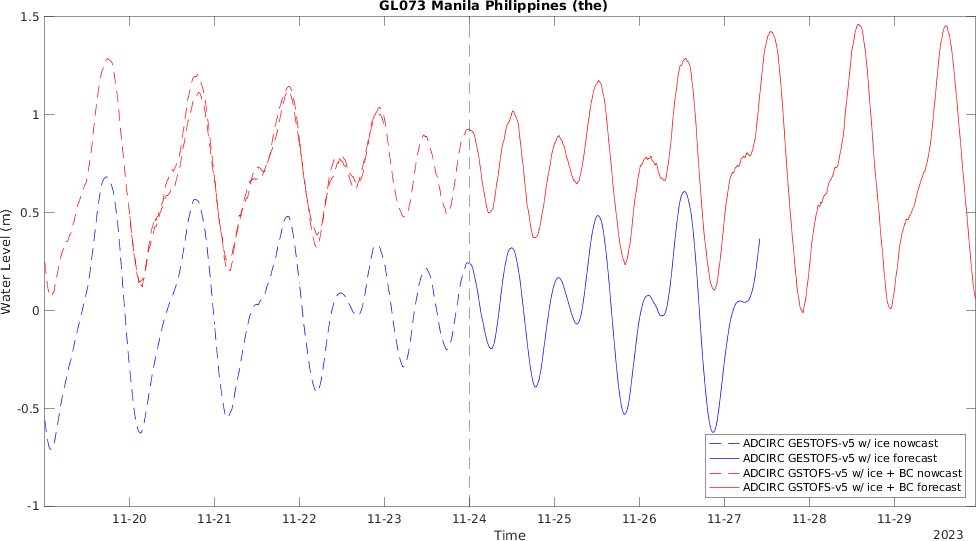 GL073 Manila Philippines (the)
1.5
1
0.5
0
-0.5
-1
Water Level (m)
11-20
11-21
11-22
11-23
11-24
11-25
11-26
11-27
11-28
11-29
Time
2023
ADCIRC GESTOFS-v5 w/ ice nowcast
ADCIRC GESTOFS-v5 w/ ice forecast
ADCIRC GSTOFS-v5 w/ ice + BC nowcast
ADCIRC GSTOFS-v5 w/ ice + BC forecast